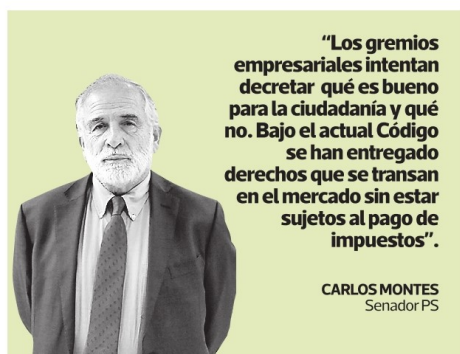 “Los gremios
empresariales intentan
decretar qué es bueno
para la ciudadanía y qué
no. Bajo el actual Código
se han entregado
derechos que se transan
en el mercado sin estar
sujetos al pago de
impuestos”.
CARLOS MONTES
Senador PS